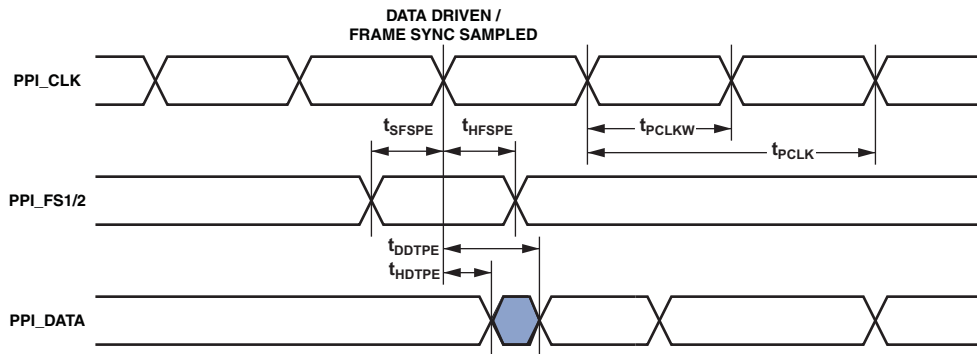 DATA DRIVEN /
FRAME SYNC SAMPLED
PPI_CLK
tSFSPE
tHFSPE
tPCLKW
tPCLK
PPI_FS1/2
tDDTPE
tHDTPE
PPI_DATA